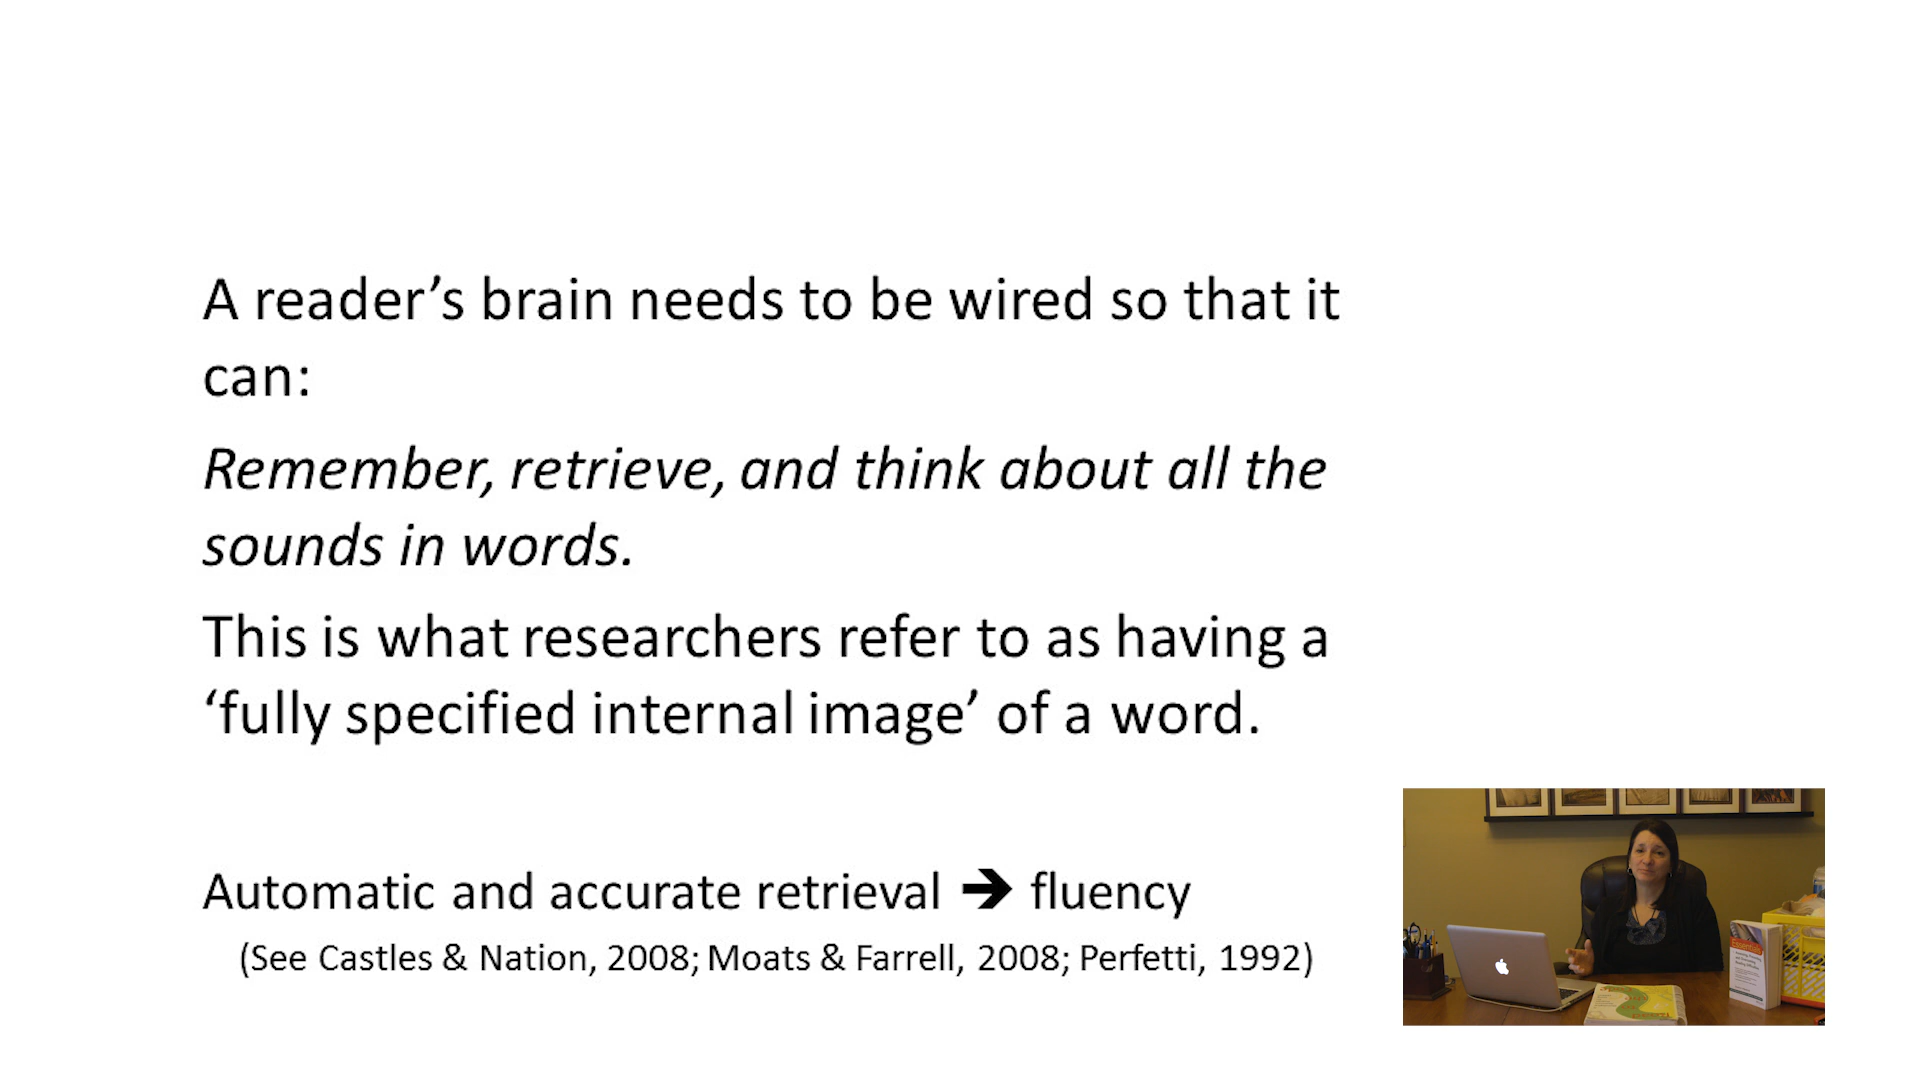 A reader’s brain needs to be wired so that it
can:
Remember, retrieve, and think about all the
sounds in words.
This is what researchers refer to as having a
‘fully specified internal image’ of a word.
Automatic and accurate retrieval ➔ fluency
(See Castles & Nation, 2008; Moats & Farrell, 2008; Perfetti, 1992)